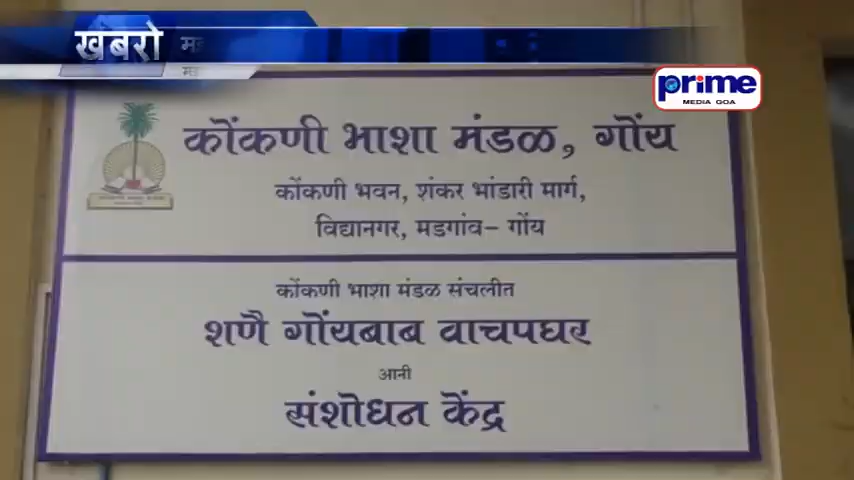 खबरो
prime
MEDIA GOA
कोंकणी भाशा मंडळ, गोंय
कोंकणी भवन, शंकर भांडारी मार्ग,
विद्यानगर, मडगांव- गोंय
कोंकणी भाशा मंडळ संचलीत
शणै गोंयबाब वाचपघर
आनी
संशोधन केंद्र